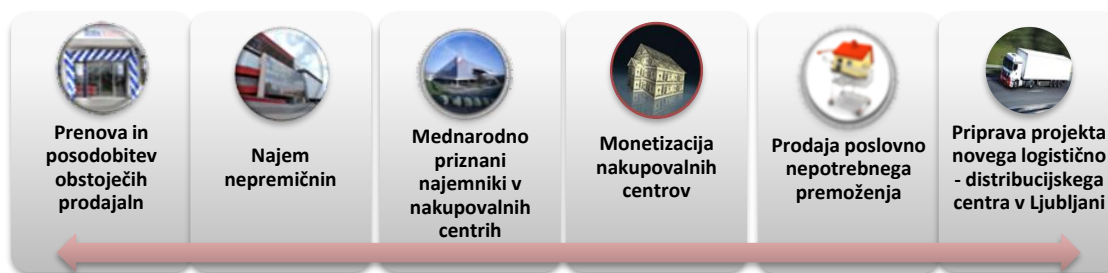 Prenova in
posodobitev
obstoječih
prodajaln
Najem
nepremičnin
Mednarodno
priznani
najemniki v
nakupovalnih
centrih
Monetizacija
nakupovalnih
centrov
Prodaja poslovno
nepotrebnega
premoženja
Priprava projekta
novega logistično
- distribucijskega
centra v Ljubljani